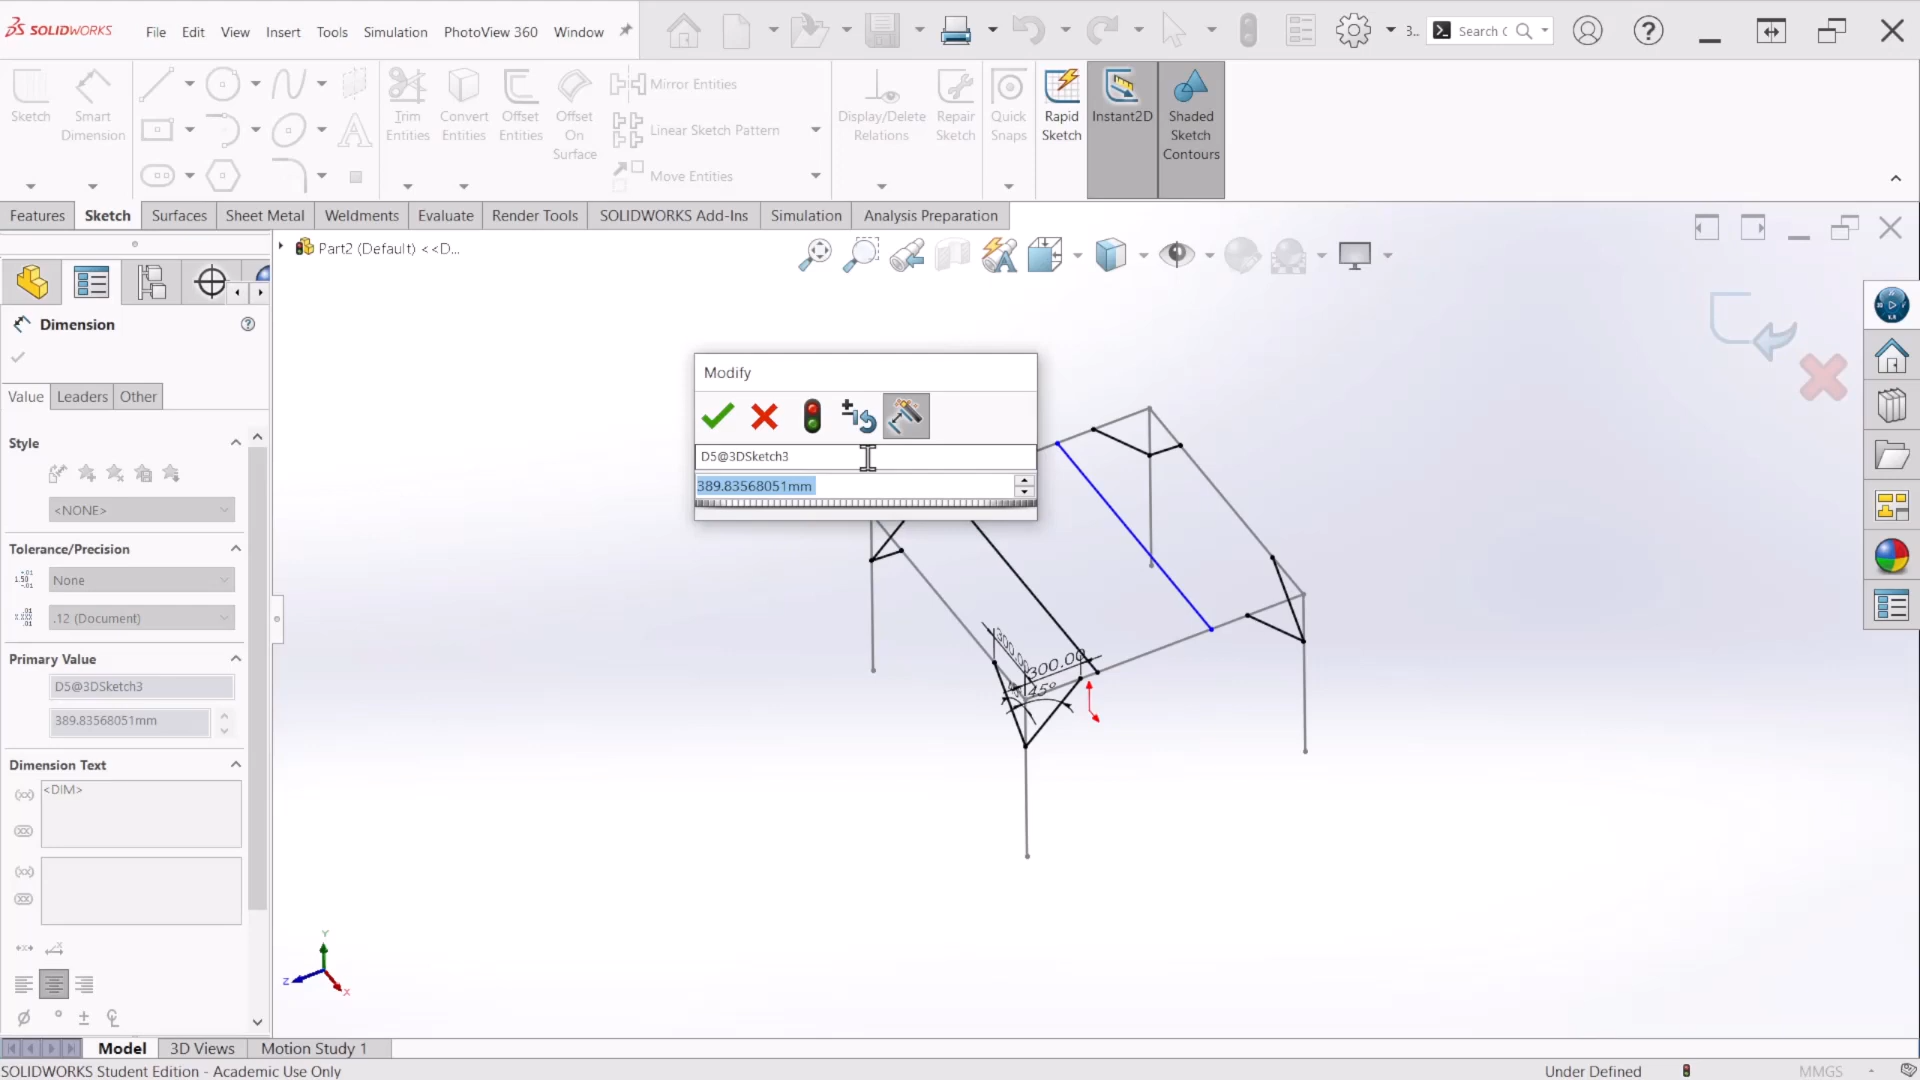 SOLIDWORKS
File Edit View Insert Tools Simulation PhotoView 360 Window
3..
Search (
Sketch
Smart Dimension
Trim Entities
Convert Entities
Offset Entities
Offset On Surface
Mirror Entities
Linear Sketch Pattern
Move Entities
Display/Delete Relations
Repair Sketch
Quick Snaps
Rapid Sketch
Instant2D
Shaded Sketch Contours
Features Sketch Surfaces Sheet Metal Weldments Evaluate Render Tools SOLIDWORKS Add-Ins Simulation Analysis Preparation
Part2 (Default) <<D...
Dimension
Value Leaders Other
Style
<NONE>
Tolerance/Precision
None
.12 (Document)
Primary Value
D5@3DSketch3
389.83568051mm
Dimension Text
<DIM>
Modify
D5@3DSketch3
389.83568051mm
300.00
300.00
45°
Y
Z
X
Model 3D Views Motion Study 1
SOLIDWORKS Student Edition - Academic Use Only
Under Defined
MMGS